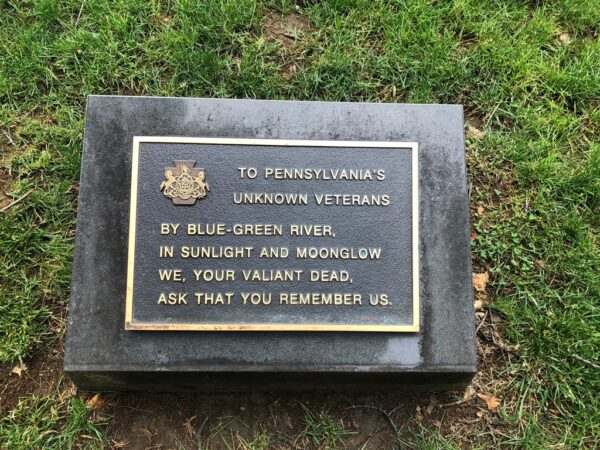 TO PENNSYLVANIA'S
UNKNOWN VETERANS
BY BLUE-GREEN RIVER,
IN SUNLIGHT AND MOONGLOW
WE, YOUR VALIANT DEAD,
ASK THAT YOU REMEMBER US.